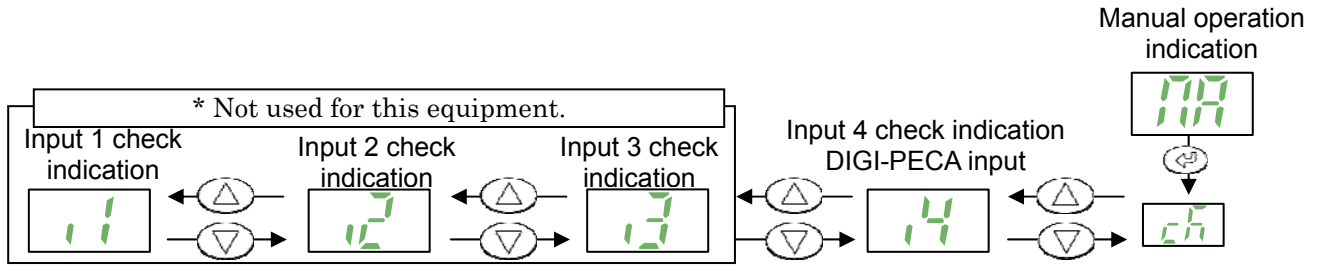 Manual operation
indication
* Not used for this equipment.
Input 1 check
indication
Input 2 check
indication
Input 3 check
indication
Input 4 check indication
DIGI-PECA input
nA
i1
i2
i3
i4
ch